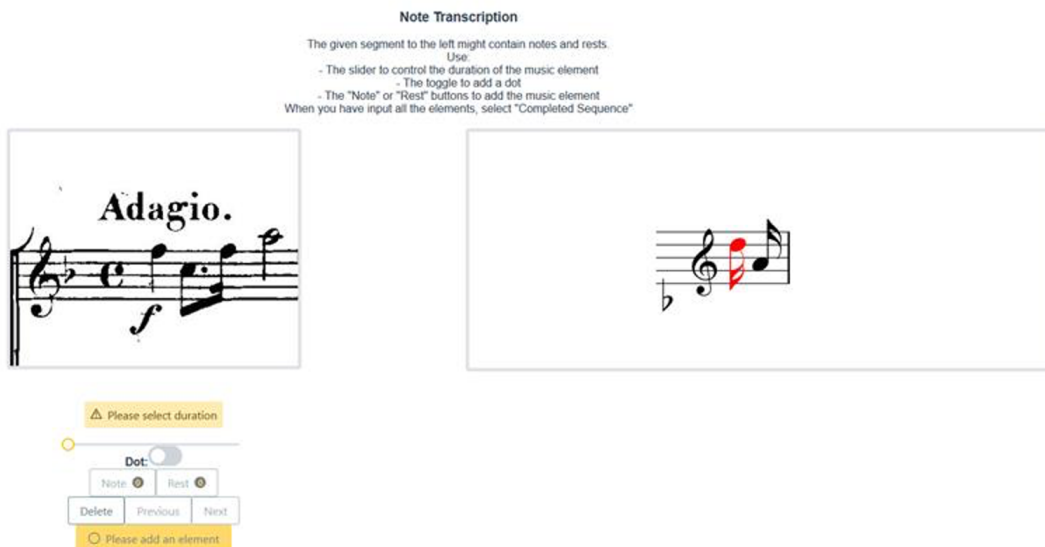 Note Transcription
The given segment to the left might contain notes and rests.
Use:
- The slider to control the duration of the music element
- The toggle to add a dot
- The "Note" or "Rest" buttons to add the music element
When you have input all the elements, select "Completed Sequence"
Adagio.
f
⚠ Please select duration
Dot:
Note Rest
Delete Previous Next
Please add an element